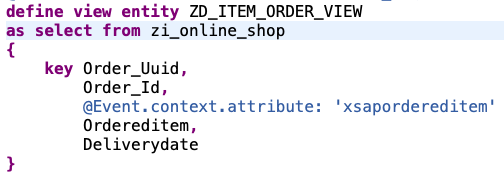 define view entity ZD_ITEM_ORDER_VIEW
as select from zi_online_shop
{
key Order_Uuid,
Order_Id,
@Event.context.attribute: 'xsapordereditem'
Ordereditem,
Deliverydate
}